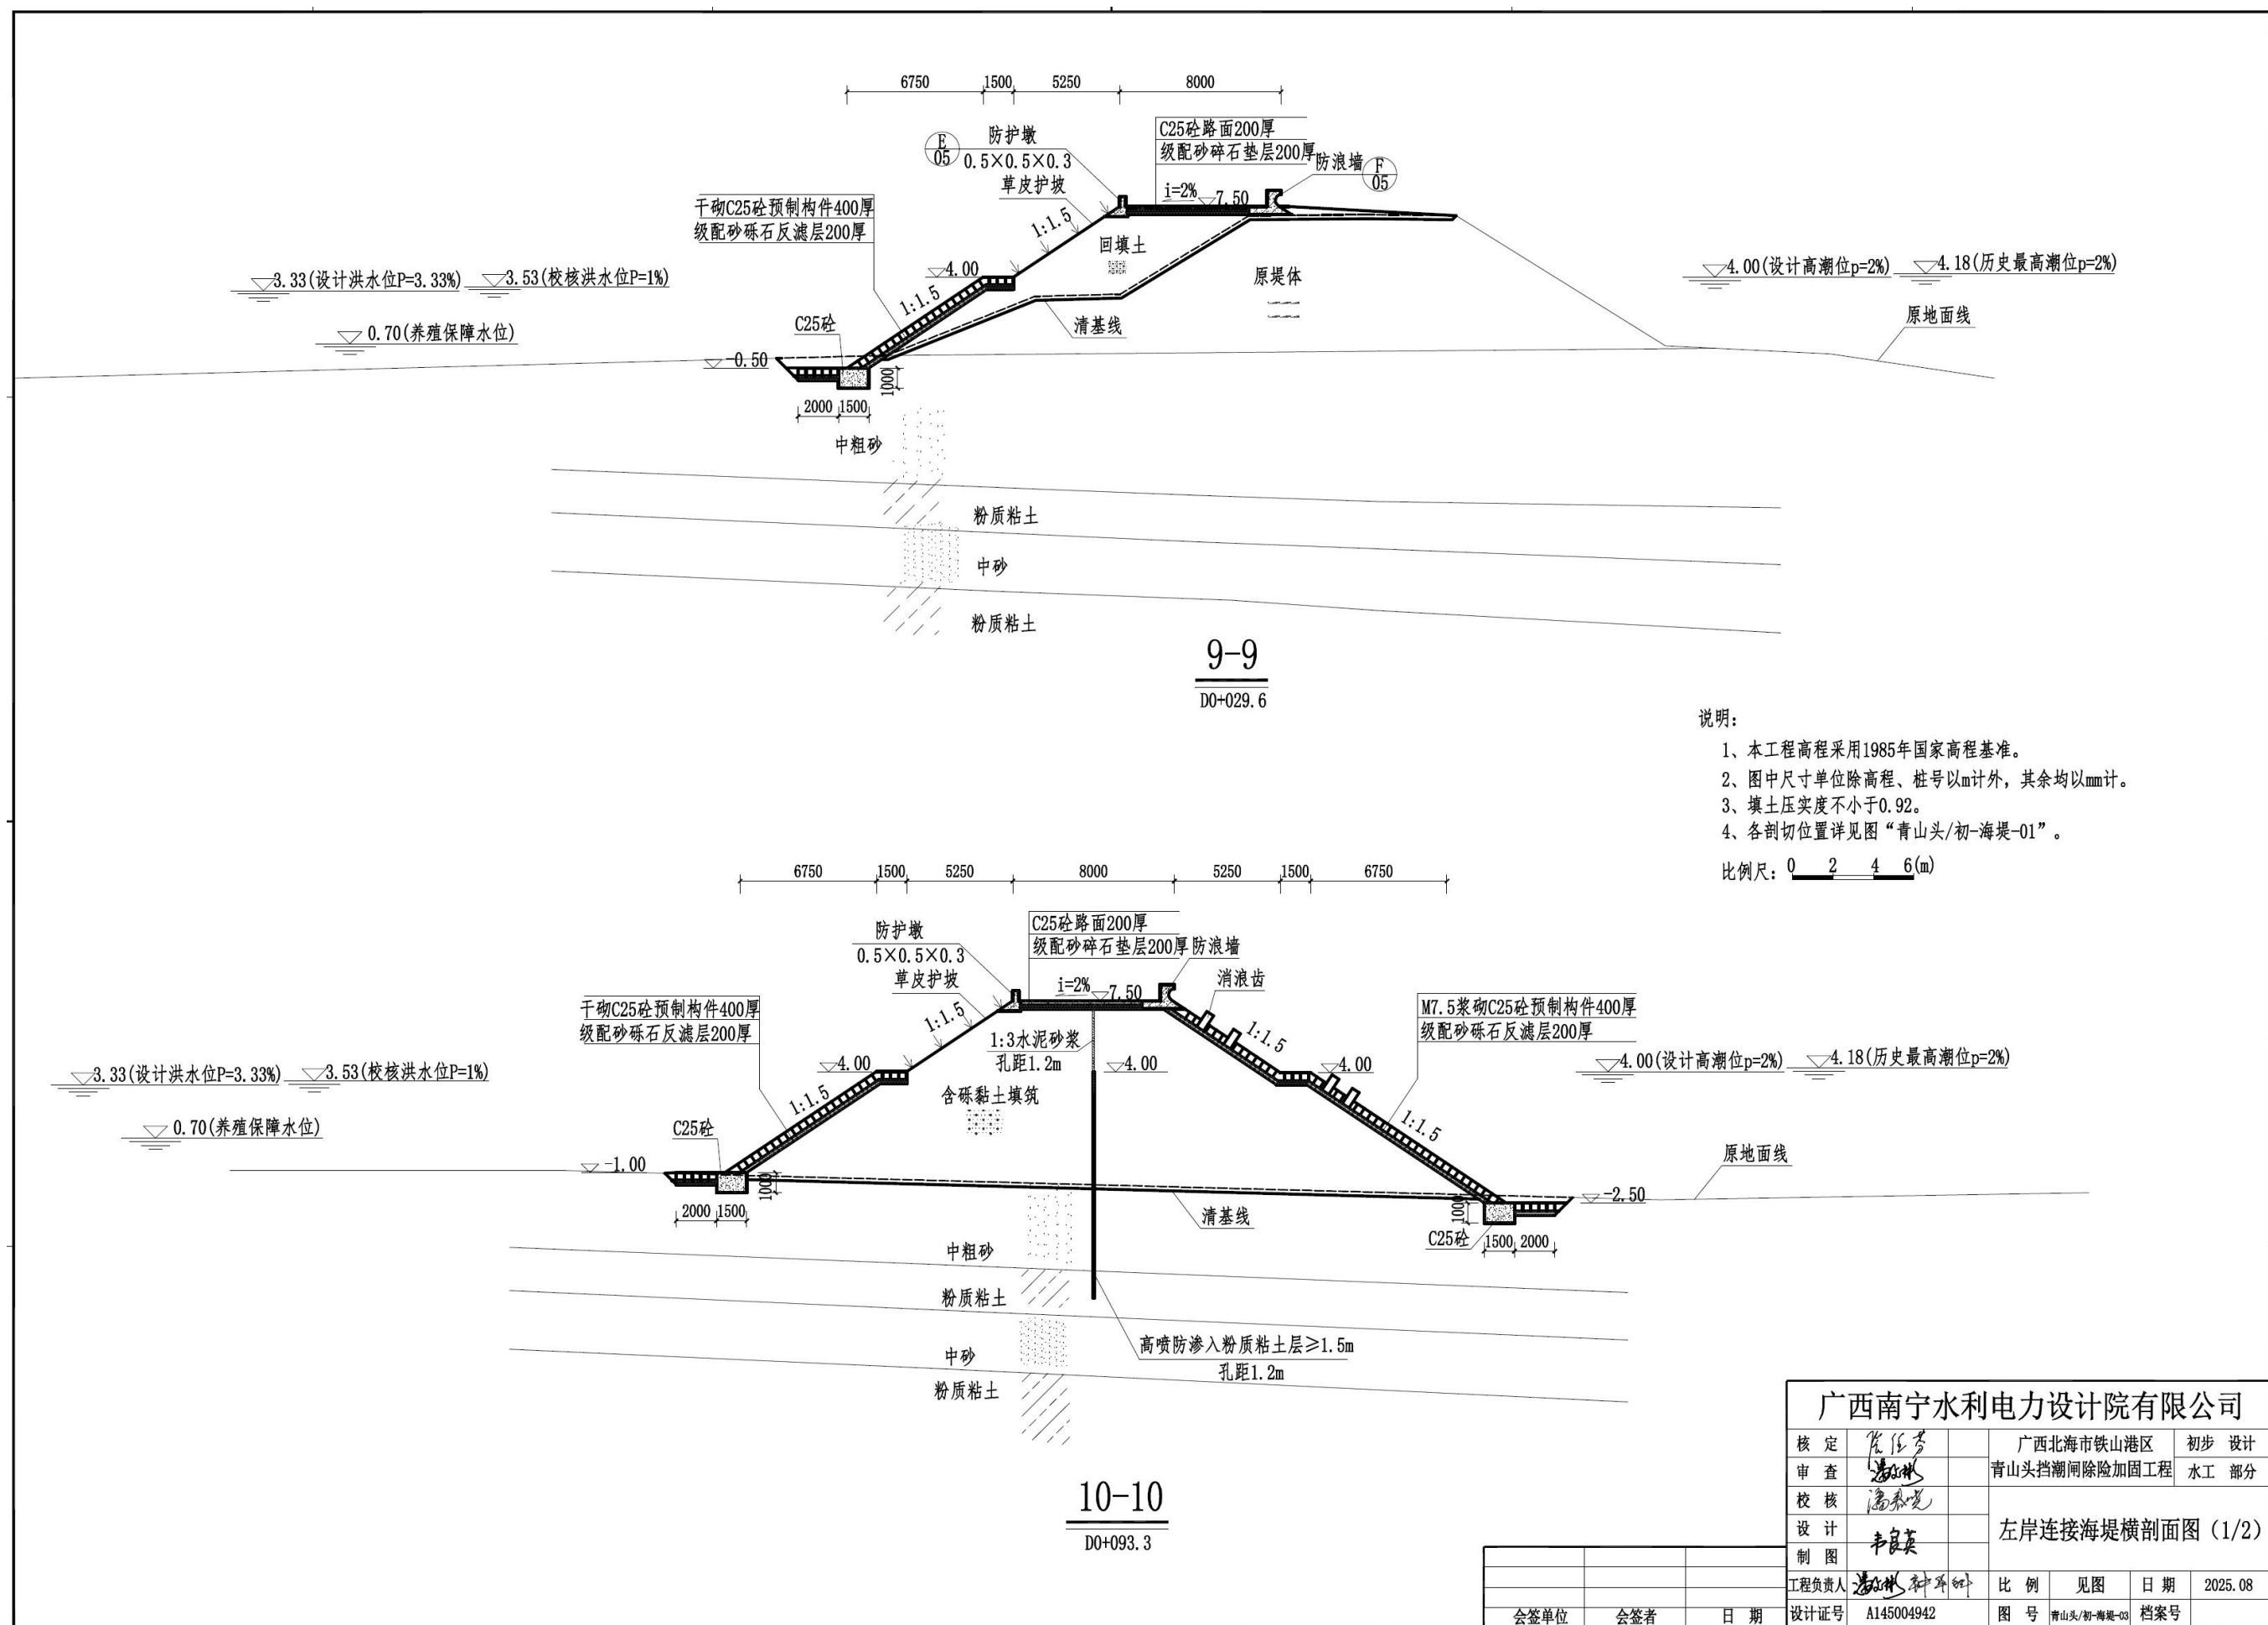 6750 1500 5250 8000
E
05
防护墩
0.5×0.5×0.3
草皮护坡
C25砼路面200厚
级配砂碎石垫层200厚
防浪墙
F
05
i=2%
7.50
干砌C25砼预制构件400厚
级配砂砾石反滤层200厚
1:1.5
回填土
4.00
原堤体
3.33(设计洪水位P=3.33%)
3.53(校核洪水位P=1%)
4.00(设计高潮位p=2%)
4.18(历史最高潮位p=2%)
0.70(养殖保障水位)
1:1.5
C25砼
清基线
原地面线
-0.50
1000
2000 1500
中粗砂
粉质粘土
中砂
粉质粘土
9-9
D0+029.6
说明:
1、本工程高程采用1985年国家高程基准。
2、图中尺寸单位除高程、桩号以m计外,其余均以mm计。
3、填土压实度不小于0.92。
4、各剖切位置详见图“青山头/初-海堤-01”。
比例尺: 0 2 4 6(m)
6750 1500 5250 8000 5250 1500 6750
防护墩
0.5×0.5×0.3
草皮护坡
C25砼路面200厚
级配砂碎石垫层200厚
防浪墙
消浪齿
i=2%
7.50
干砌C25砼预制构件400厚
级配砂砾石反滤层200厚
1:1.5
1:3水泥砂浆
孔距1.2m
1:1.5
M7.5浆砌C25砼预制构件400厚
级配砂砾石反滤层200厚
4.00
4.00
4.00
3.33(设计洪水位P=3.33%)
3.53(校核洪水位P=1%)
4.00(设计高潮位p=2%)
4.18(历史最高潮位p=2%)
含砾黏土填筑
1:1.5
1:1.5
0.70(养殖保障水位)
C25砼
原地面线
-1.00
1000
-2.50
1000
2000 1500
清基线
C25砼
1500 2000
中粗砂
粉质粘土
高喷防渗入粉质粘土层≥1.5m
孔距1.2m
中砂
粉质粘土
10-10
D0+093.3
广西南宁水利电力设计院有限公司
核 定
广西北海市铁山港区
青山头挡潮闸除险加固工程
初步 设计
审 查
水工 部分
校 核
设 计
韦良英
左岸连接海堤横剖面图(1/2)
制 图
工程负责人
比 例 见图 日 期 2025.08
会签单位 会签者 日 期
设计证号 A145004942 图 号 青山头/初-海堤-03 档案号